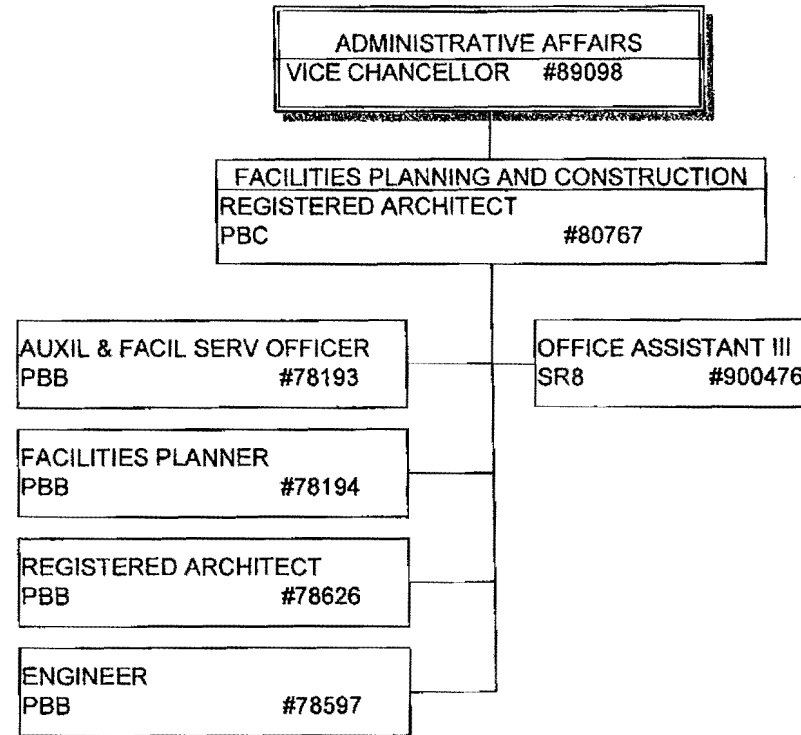 ADMINISTRATIVE AFFAIRS
VICE CHANCELLOR #89098
FACILITIES PLANNING AND CONSTRUCTION
REGISTERED ARCHITECT
PBC #80767
AUXIL & FACIL SERV OFFICER
PBB #78193
OFFICE ASSISTANT III
SR8 #900476
FACILITIES PLANNER
PBB #78194
REGISTERED ARCHITECT
PBB #78626
ENGINEER
PBB #78597